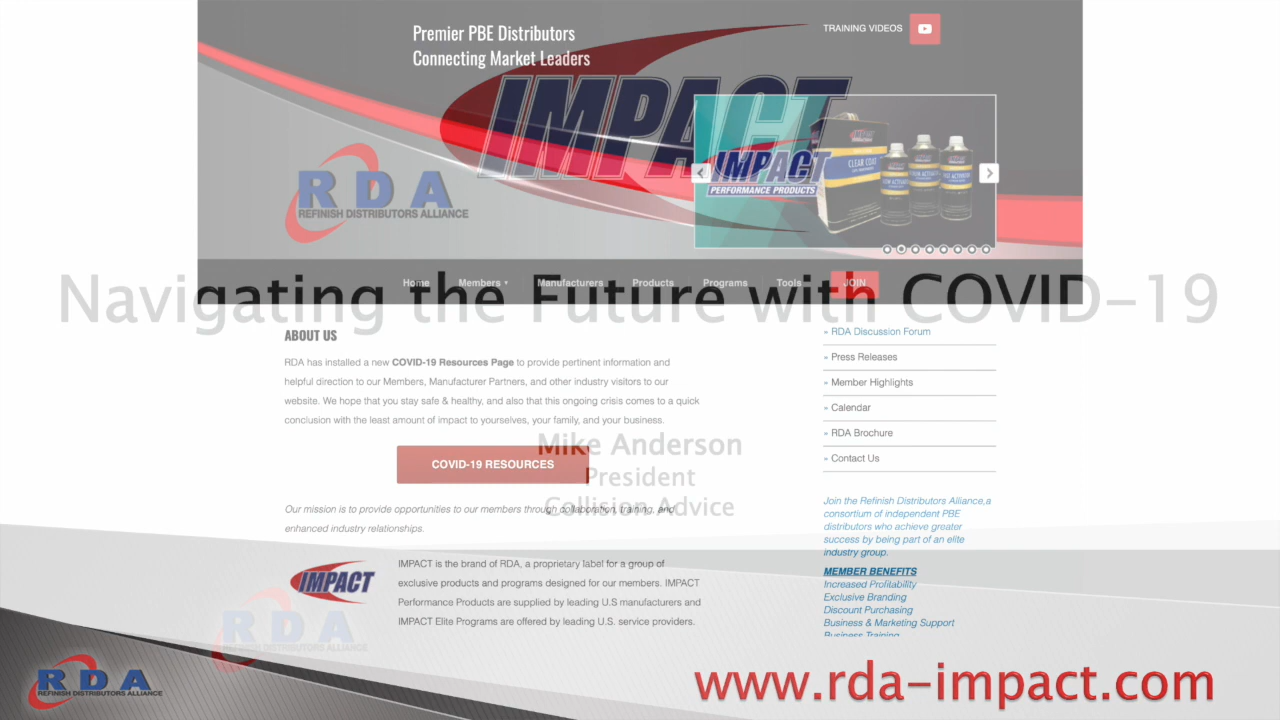 Premier PBE Distributors
Connecting Market Leaders
TRAINING VIDEOS
IMPACT
RDA
REFINISH DISTRIBUTORS ALLIANCE
IMPACT
PERFORMANCE PRODUCTS
CLEAR COAT
Home
Members
Manufacturers
Products
Programs
Tools
JOIN
Navigating the Future with COVID-19
ABOUT US
RDA has installed a new COVID-19 Resources Page to provide pertinent information and
helpful direction to our Members, Manufacturer Partners, and other industry visitors to our
website. We hope that you stay safe & healthy, and also that this ongoing crisis comes to a quick
conclusion with the least amount of impact to yourselves, your family, and your business.
COVID-19 RESOURCES
Mike Anderson
President
Collision Advice
Our mission is to provide opportunities to our members through collaboration, training, and
enhanced industry relationships.
IMPACT
IMPACT is the brand of RDA, a proprietary label for a group of
exclusive products and programs designed for our members. IMPACT
Performance Products are supplied by leading U.S manufacturers and
IMPACT Elite Programs are offered by leading U.S. service providers.
» RDA Discussion Forum
» Press Releases
» Member Highlights
» Calendar
» RDA Brochure
» Contact Us
Join the Refinish Distributors Alliance,a
consortium of independent PBE
distributors who achieve greater
success by being part of an elite
industry group.
MEMBER BENEFITS
Increased Profitability
Exclusive Branding
Discount Purchasing
Business & Marketing Support
Business Training
RDA
REFINISH DISTRIBUTORS ALLIANCE
RDA
REFINISH DISTRIBUTORS ALLIANCE
www.rda-impact.com